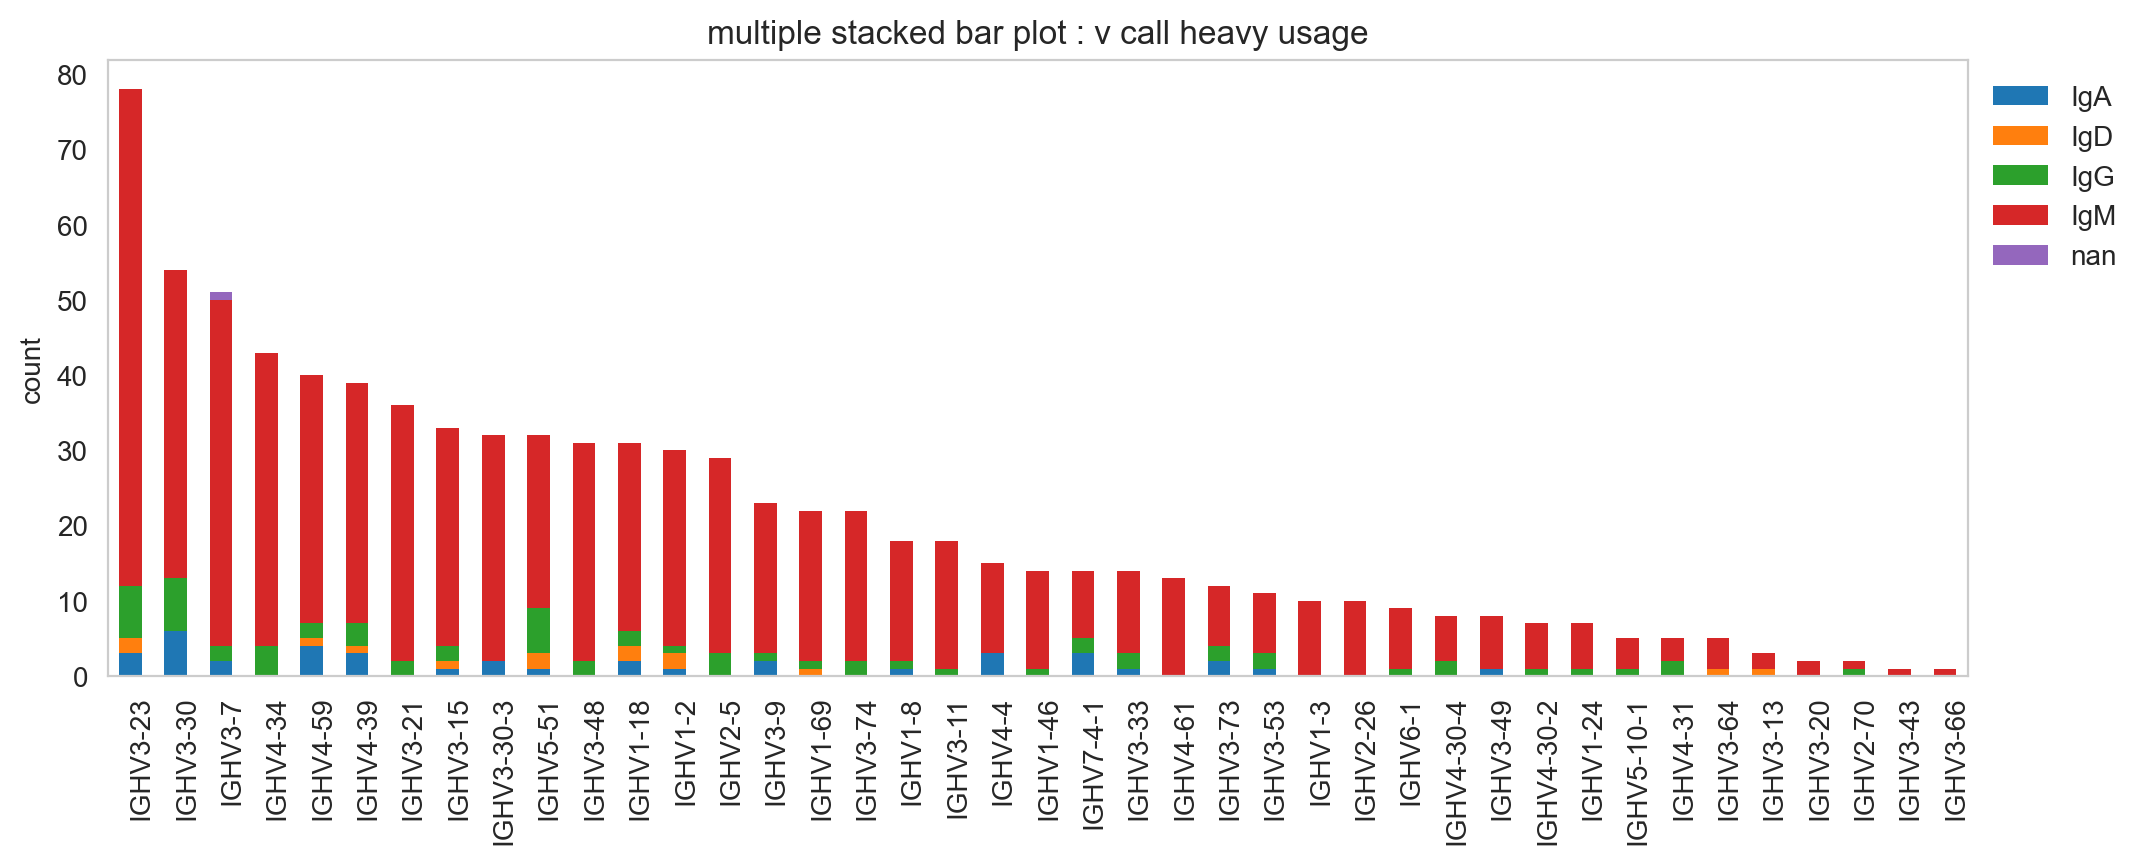 multiple stacked bar plot : v call heavy usage
80
70
60
50
40
30
20
10
0
count
IgA
IgD
IgG
IgM
nan
IGHV3-23
IGHV3-30
IGHV3-7
IGHV4-34
IGHV4-59
IGHV4-39
IGHV3-21
IGHV3-15
IGHV3-30-3
IGHV5-51
IGHV3-48
IGHV1-18
IGHV1-2
IGHV2-5
IGHV3-9
IGHV1-69
IGHV3-74
IGHV1-8
IGHV3-11
IGHV4-4
IGHV1-46
IGHV7-4-1
IGHV3-33
IGHV4-61
IGHV3-73
IGHV3-53
IGHV1-3
IGHV2-26
IGHV6-1
IGHV4-30-4
IGHV3-49
IGHV4-30-2
IGHV1-24
IGHV5-10-1
IGHV4-31
IGHV3-64
IGHV3-13
IGHV3-20
IGHV2-70
IGHV3-43
IGHV3-66